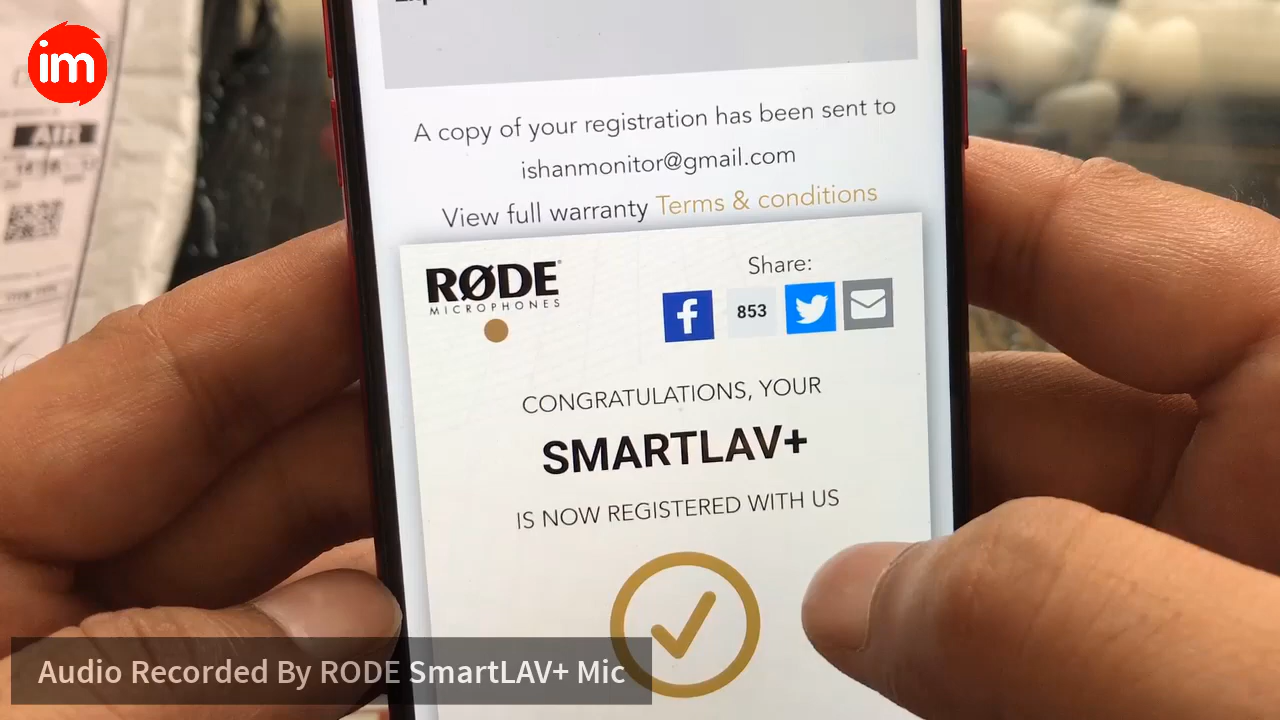 im
AIR
A copy of your registration has been sent to
ishanmonitor@gmail.com
View full warranty Terms & conditions
RØDE
MICROPHONES
Share:
853
CONGRATULATIONS, YOUR
SMARTLAV+
IS NOW REGISTERED WITH US
Audio Recorded By RODE SmartLAV+ Mic